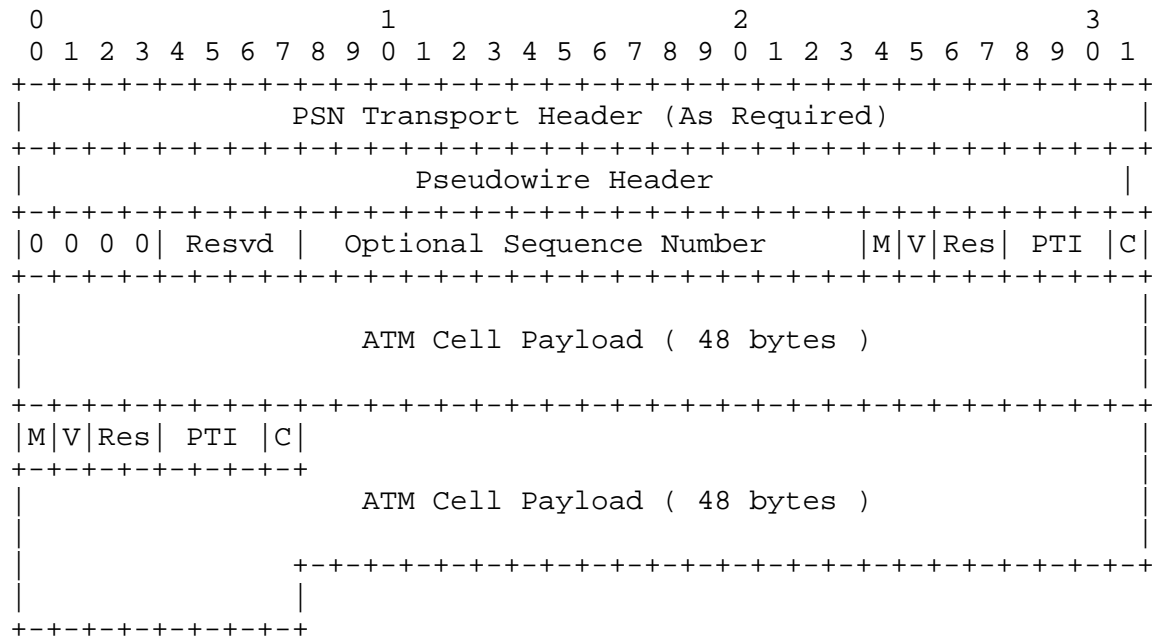 0                   1                   2                   3
 0 1 2 3 4 5 6 7 8 9 0 1 2 3 4 5 6 7 8 9 0 1 2 3 4 5 6 7 8 9 0 1
+-+-+-+-+-+-+-+-+-+-+-+-+-+-+-+-+-+-+-+-+-+-+-+-+-+-+-+-+-+-+-+-+
|               PSN Transport Header (As Required)              |
+-+-+-+-+-+-+-+-+-+-+-+-+-+-+-+-+-+-+-+-+-+-+-+-+-+-+-+-+-+-+-+-+
|                      Pseudowire Header                       |
+-+-+-+-+-+-+-+-+-+-+-+-+-+-+-+-+-+-+-+-+-+-+-+-+-+-+-+-+-+-+-+-+
|0 0 0 0| Resvd |  Optional Sequence Number     |M|V|Res| PTI |C|
+-+-+-+-+-+-+-+-+-+-+-+-+-+-+-+-+-+-+-+-+-+-+-+-+-+-+-+-+-+-+-+-+
|                                                               |
|                   ATM Cell Payload ( 48 bytes )               |
|                                                               |
+-+-+-+-+-+-+-+-+-+-+-+-+-+-+-+-+-+-+-+-+-+-+-+-+-+-+-+-+-+-+-+-+
|M|V|Res| PTI |C|                                               |
+-+-+-+-+-+-+-+-+                                               |
|                   ATM Cell Payload ( 48 bytes )               |
|                                                               |
|               +-+-+-+-+-+-+-+-+-+-+-+-+-+-+-+-+-+-+-+-+-+-+-+-+
|               |
+-+-+-+-+-+-+-+-+